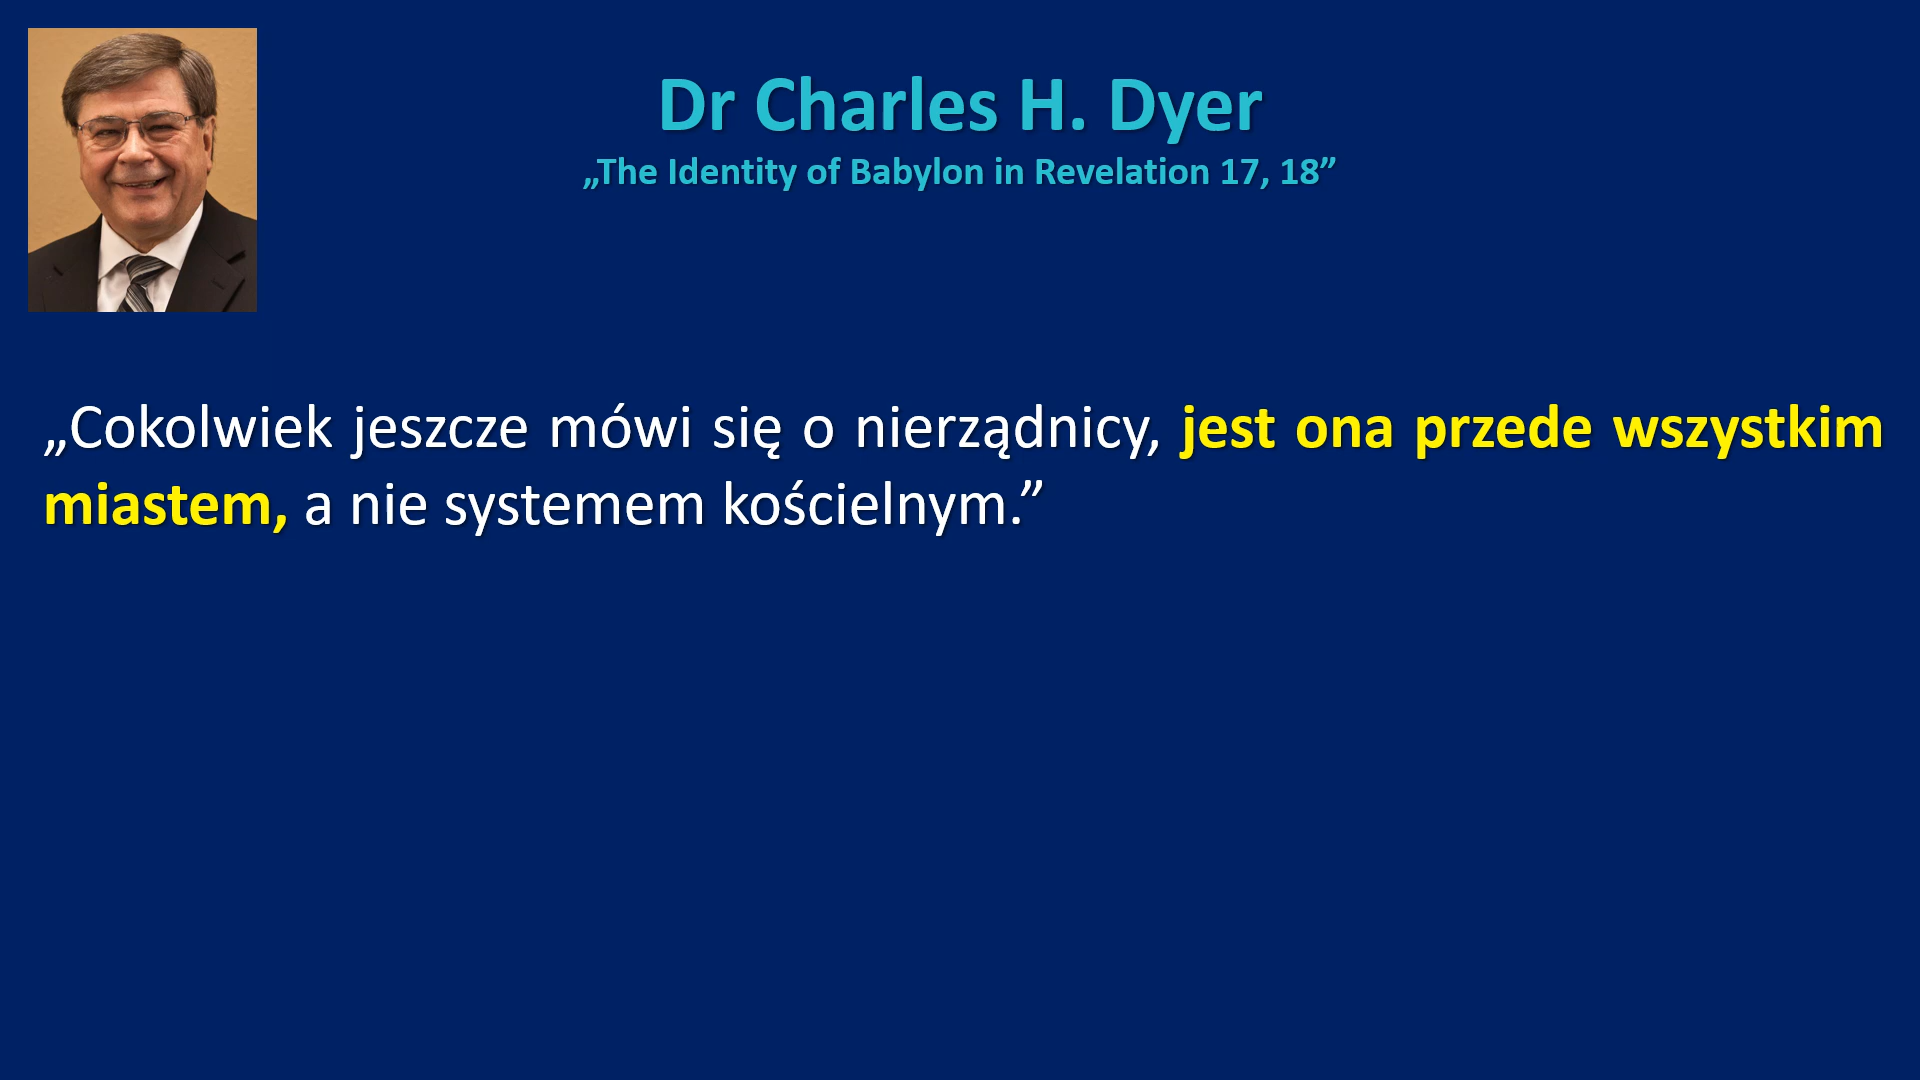 Dr Charles H. Dyer
„The Identity of Babylon in Revelation 17, 18”
„Cokolwiek jeszcze mówi się o nierządnicy, jest ona przede wszystkim
miastem, a nie systemem kościelnym.”